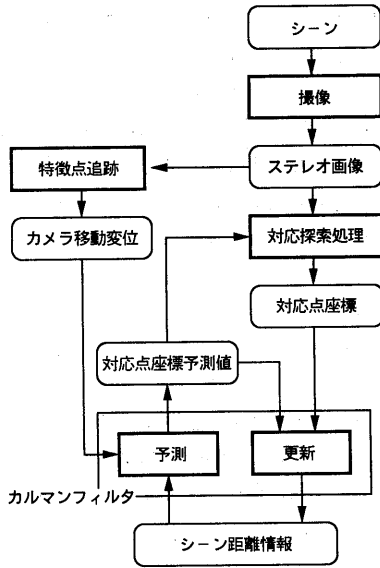 シーン
撮像
ステレオ画像
特徴点追跡
カメラ移動変位
対応探索処理
対応点座標
対応点座標予測値
予測
更新
カルマンフィルタ
シーン距離情報